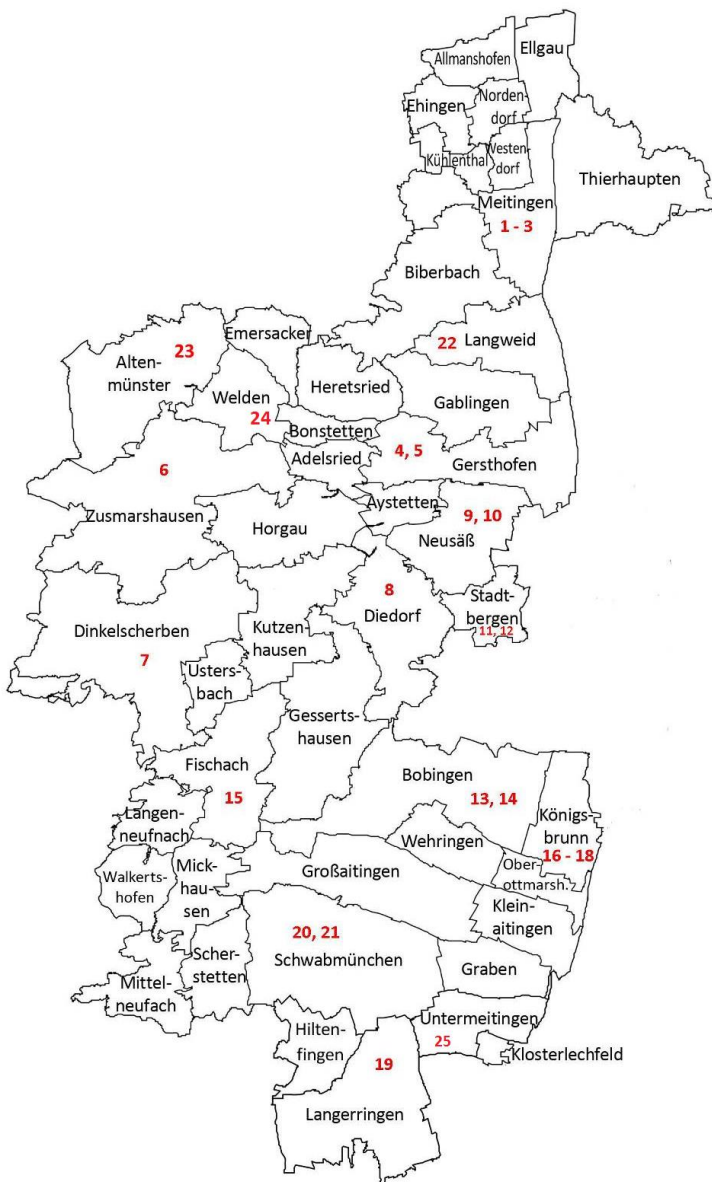 Ellgau
Allmanshofen
Ehingen
Norden-
dorf
Kühlenthal
Westen-
dorf
Thierhaupten
Meitingen
1 - 3
Biberbach
Emersacker
23
Alten-
münster
22
Langweid
Welden
24
Heretsried
Gablingen
Bonstetten
Adelsried
4, 5
Gersthofen
6
Zusmarshausen
Horgau
Aystetten
9, 10
Neusäß
8
Diedorf
Stadt-
bergen
11, 12
Dinkelscherben
7
Kutzen-
hausen
Usters-
bach
Gesserts-
hausen
Fischach
15
Bobingen
13, 14
Königs-
brunn
16 - 18
Langen-
neufnach
Wehringen
Walkerts-
hofen
Mick-
hausen
Großaitingen
Ober-
ottmarsh.
Klein-
aitingen
20, 21
Schwabmünchen
Scher-
stetten
Graben
Mittel-
neufach
Untermeitingen
25
Klosterlechfeld
Hilten-
fingen
19
Langerringen